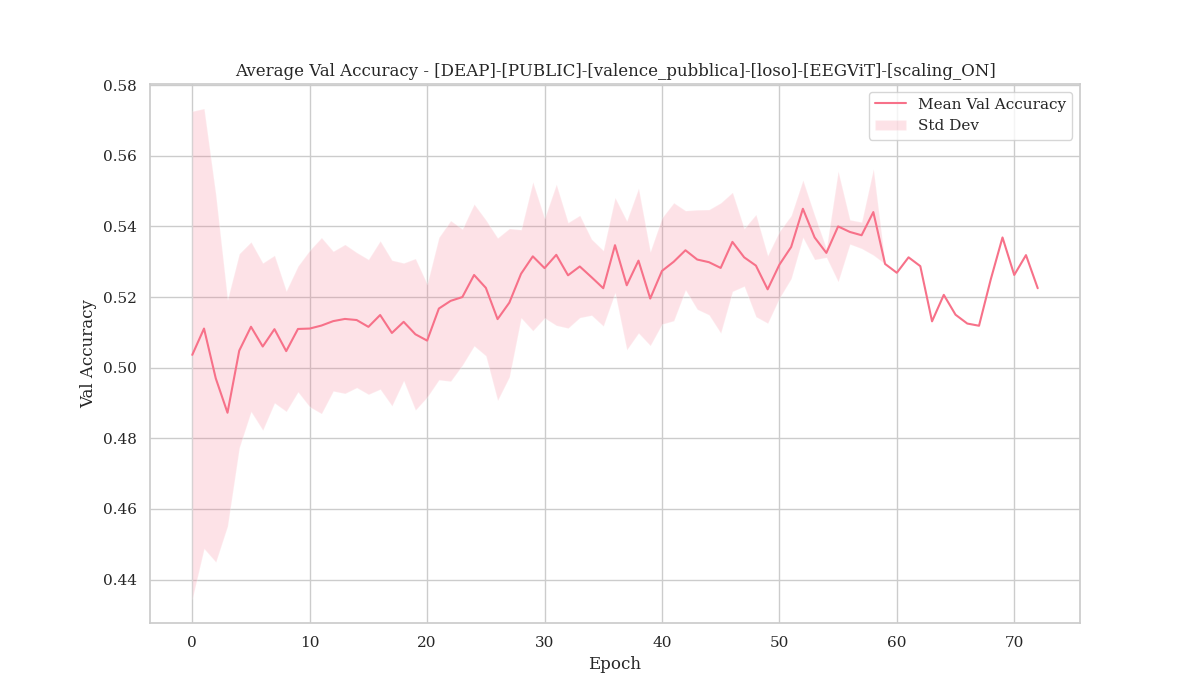 Average Val Accuracy - [DEAP]-[PUBLIC]-[valence_pubblica]-[loso]-[EEGViT]-[scaling_ON]
Mean Val Accuracy
Std Dev
Val Accuracy
0.58
0.56
0.54
0.52
0.50
0.48
0.46
0.44
0 10 20 30 40 50 60 70
Epoch